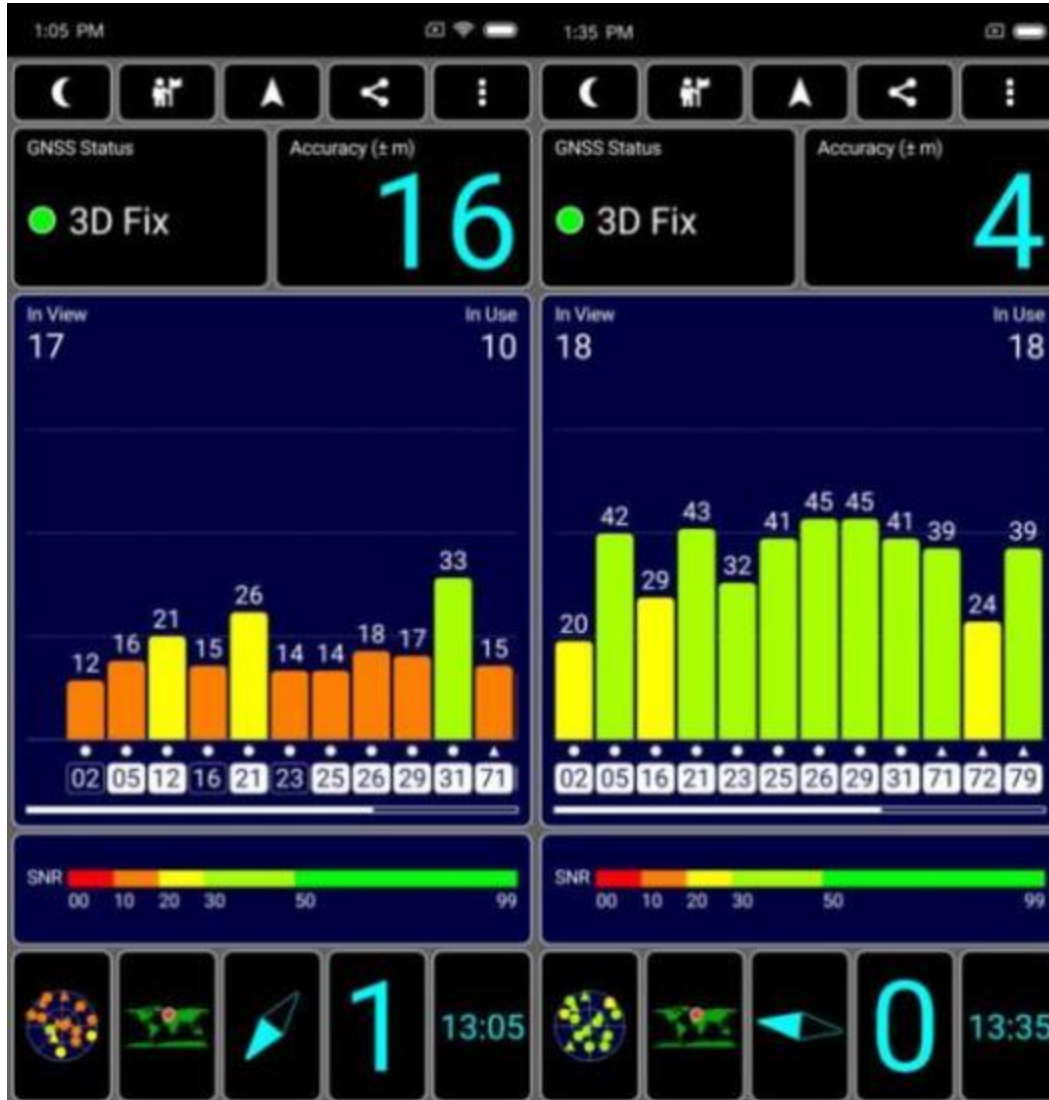 1:05 PM
GNSS Status
3D Fix
Accuracy (± m)
16
In View
17
In Use
10
12 16 21 15 26 14 14 18 17 33 15
02 05 12 16 21 23 25 26 29 31 71
SNR
00 10 20 30 50 99
1
13:05
1:35 PM
GNSS Status
3D Fix
Accuracy (± m)
4
In View
18
In Use
18
20 42 29 43 32 41 45 45 41 39 24 39
02 05 16 21 23 25 26 29 31 71 72 79
SNR
00 10 20 30 50 99
0
13:35